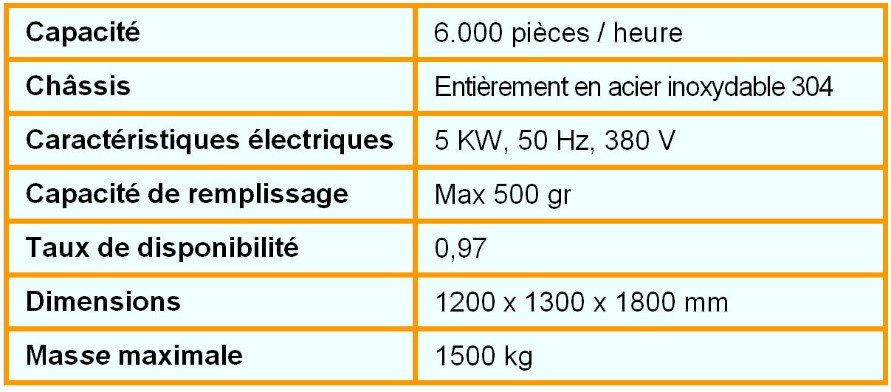 Capacité 6.000 pièces / heure
Châssis Entièrement en acier inoxydable 304
Caractéristiques électriques 5 KW, 50 Hz, 380 V
Capacité de remplissage Max 500 gr
Taux de disponibilité 0,97
Dimensions 1200 x 1300 x 1800 mm
Masse maximale 1500 kg